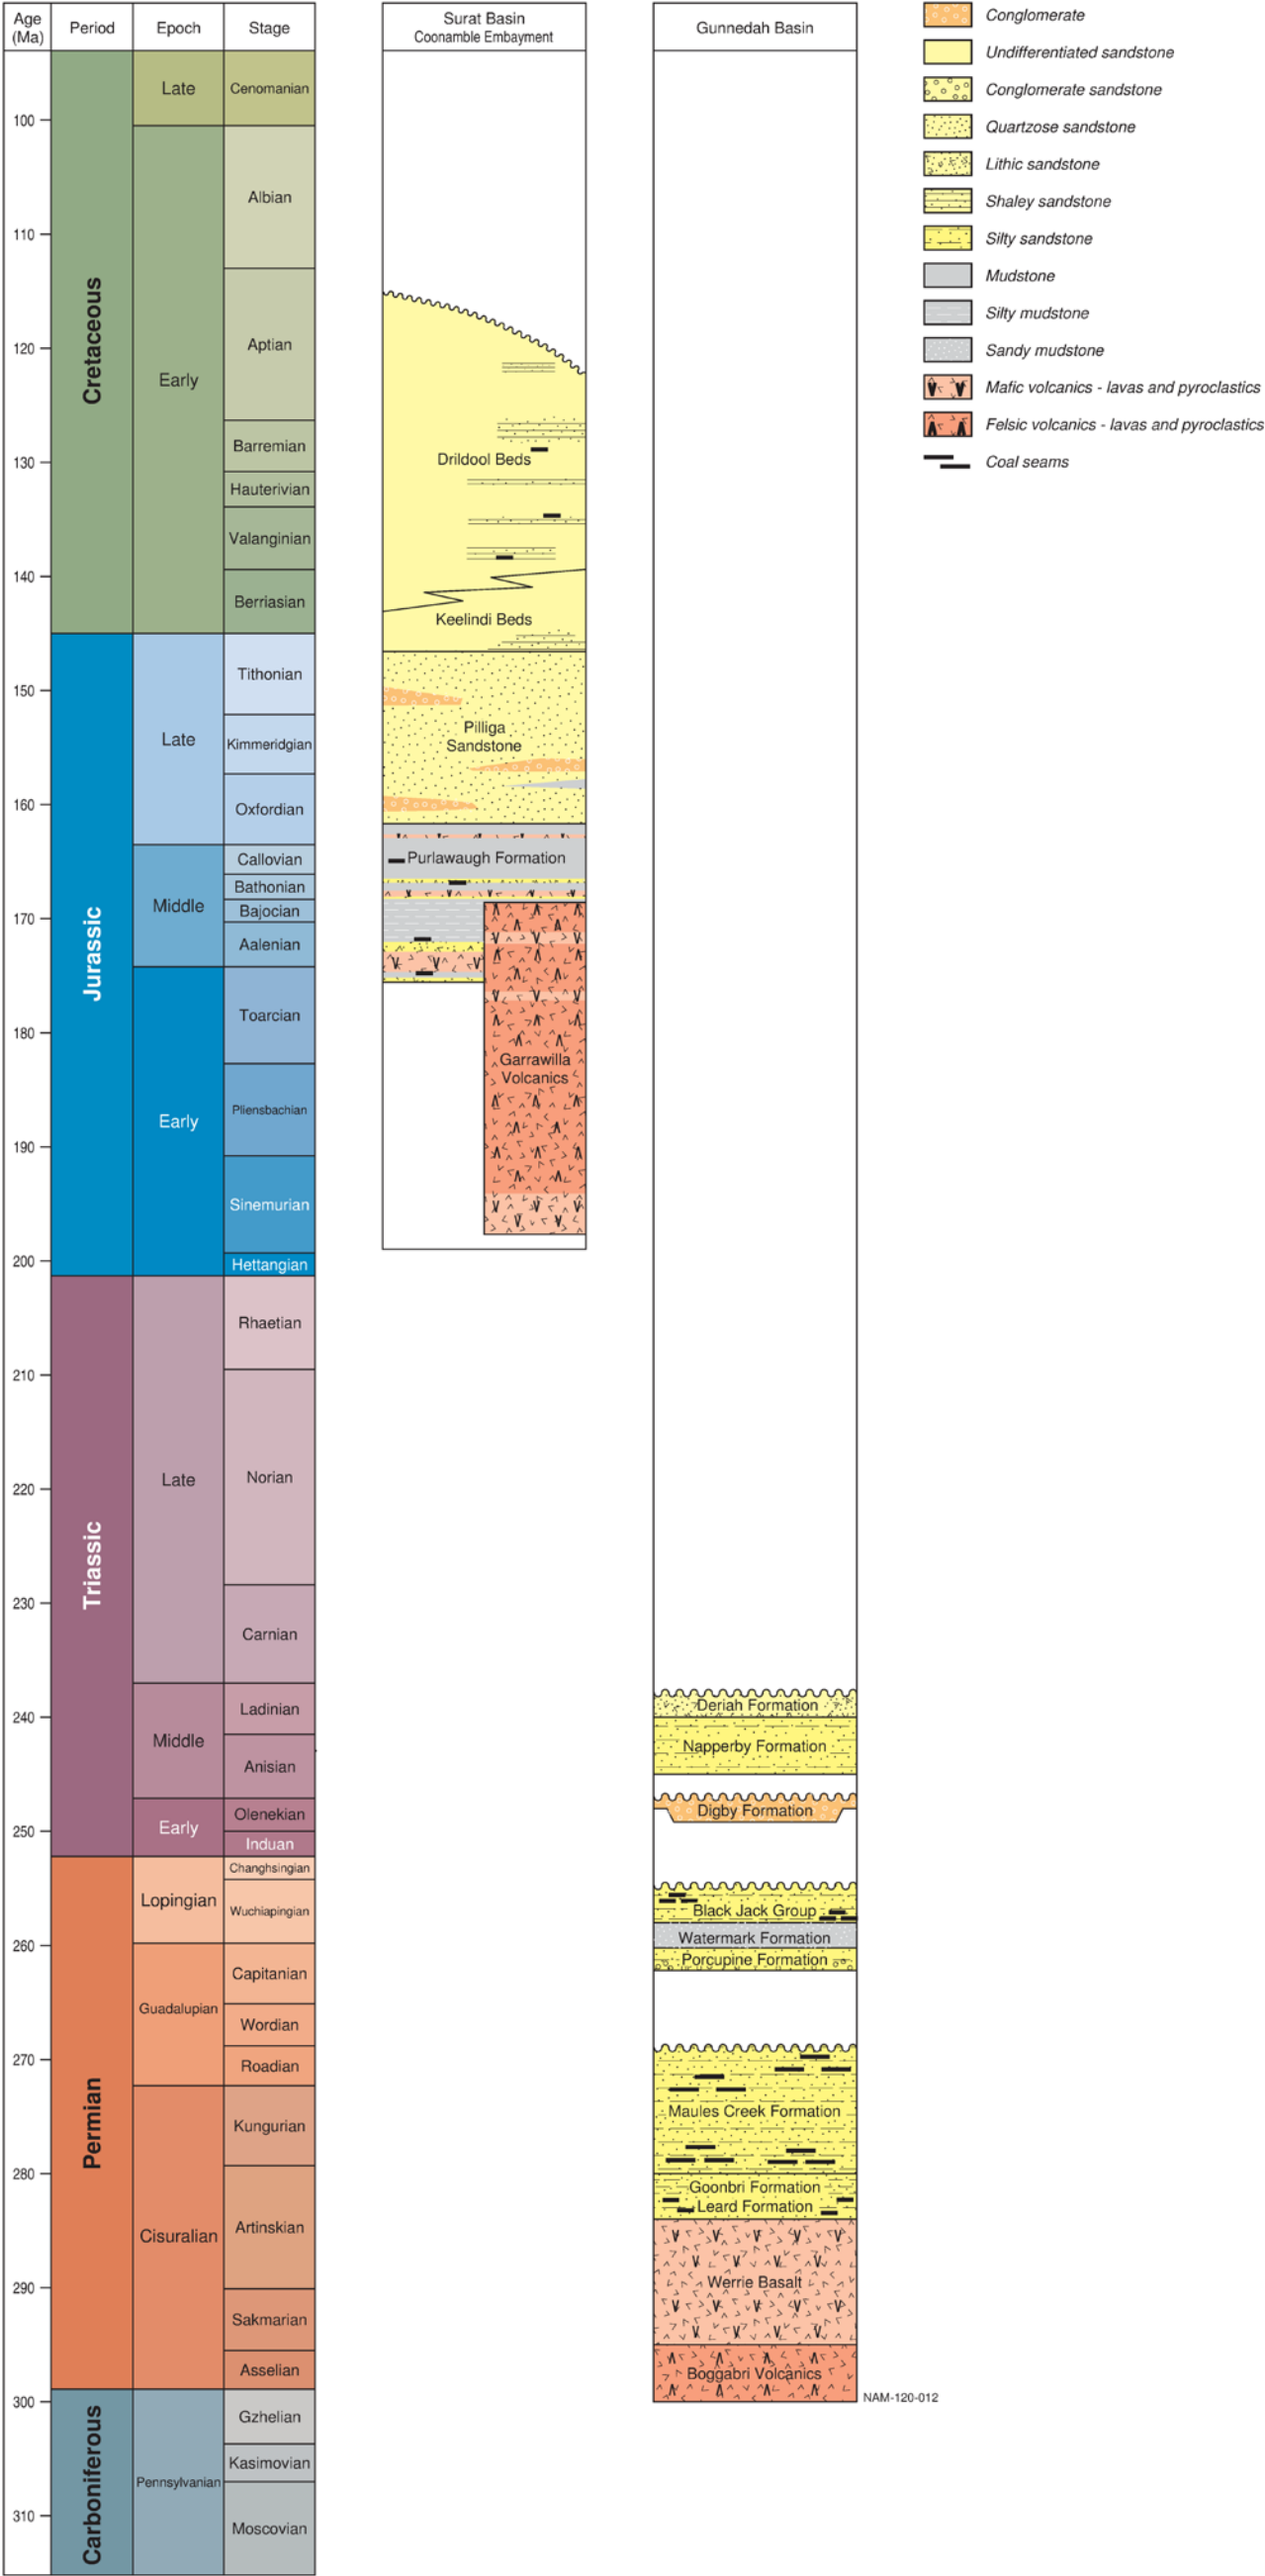 Age
(Ma)
Period
Epoch
Stage
Surat Basin
Coonamble Embayment
Gunnedah Basin
100
110
120
130
140
150
160
170
180
190
200
210
220
230
240
250
260
270
280
290
300
310
Cretaceous
Jurassic
Triassic
Permian
Carboniferous
Late
Early
Late
Middle
Early
Late
Middle
Early
Lopingian
Guadalupian
Cisuralian
Pennsylvanian
Cenomanian
Albian
Aptian
Barremian
Hauterivian
Valanginian
Berriasian
Tithonian
Kimmeridgian
Oxfordian
Callovian
Bathonian
Bajocian
Aalenian
Toarcian
Pliensbachian
Sinemurian
Hettangian
Rhaetian
Norian
Carnian
Ladinian
Anisian
Olenekian
Induan
Changhsingian
Wuchiapingian
Capitanian
Wordian
Roadian
Kungurian
Artinskian
Sakmarian
Asselian
Gzhelian
Kasimovian
Moscovian
Drildool Beds
Keelindi Beds
Pilliga
Sandstone
Purlawaugh Formation
Garrawilla
Volcanics
Deriah Formation
Napperby Formation
Digby Formation
Black Jack Group
Watermark Formation
Porcupine Formation
Maules Creek Formation
Goonbri Formation
Leard Formation
Werrie Basalt
Boggabri Volcanics
NAM-120-012
Conglomerate
Undifferentiated sandstone
Conglomerate sandstone
Quartzose sandstone
Lithic sandstone
Shaley sandstone
Silty sandstone
Mudstone
Silty mudstone
Sandy mudstone
Mafic volcanics - lavas and pyroclastics
Felsic volcanics - lavas and pyroclastics
Coal seams